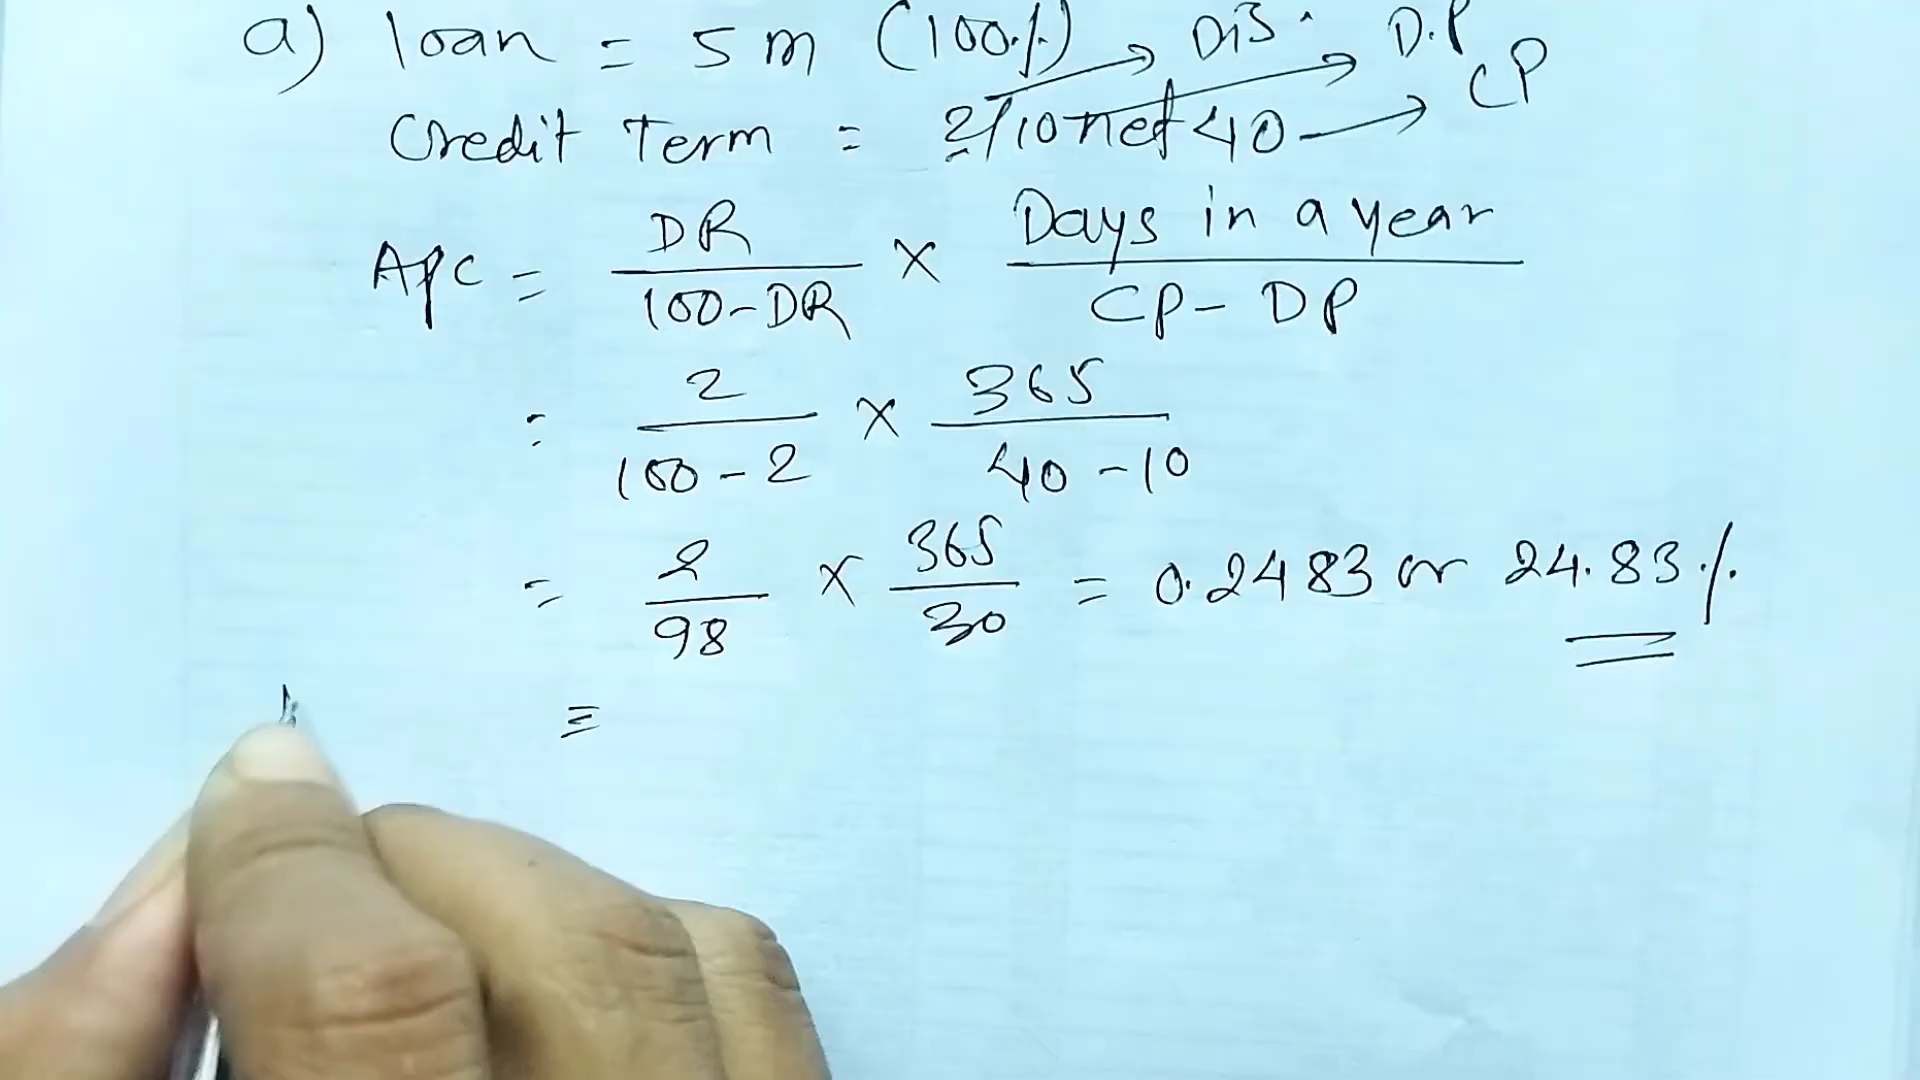 a) loan = 5 m (100%) → Dis. → D.P
Credit Term = 2/10 net 40 → CP
Apc = DR / 100 - DR × Days in a year / CP - DP
= 2 / 100 - 2 × 365 / 40 - 10
= 2 / 98 × 365 / 30 = 0.2483 or 24.83%
=